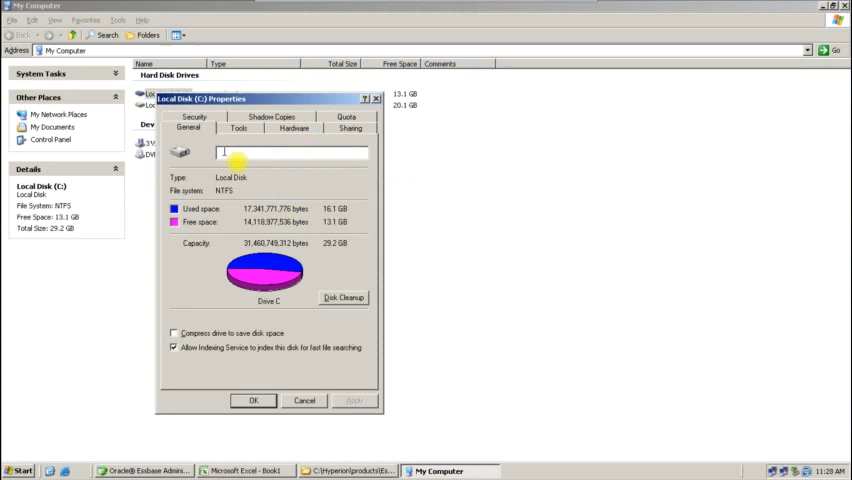 My Computer
File Edit View Favorites Tools Help
Back Search Folders
Address My Computer Go
Name Type Total Size Free Space Comments
System Tasks
Hard Disk Drives
13.1 GB
20.1 GB
Other Places
My Network Places
My Documents
Control Panel
Details
Local Disk (C:)
Local Disk
File System: NTFS
Free Space: 13.1 GB
Total Size: 29.2 GB
Local Disk (C:) Properties
Security Shadow Copies Quota
General Tools Hardware Sharing
Type: Local Disk
File system: NTFS
Used space: 17,341,771,776 bytes 16.1 GB
Free space: 14,118,977,536 bytes 13.1 GB
Capacity: 31,460,749,312 bytes 29.2 GB
Drive C
Disk Cleanup
Compress drive to save disk space
Allow Indexing Service to index this disk for fast file searching
OK Cancel Apply
Start Oracle® Essbase Admini... Microsoft Excel - Book1 C:\Hyperion\products\Es... My Computer 11:28 AM